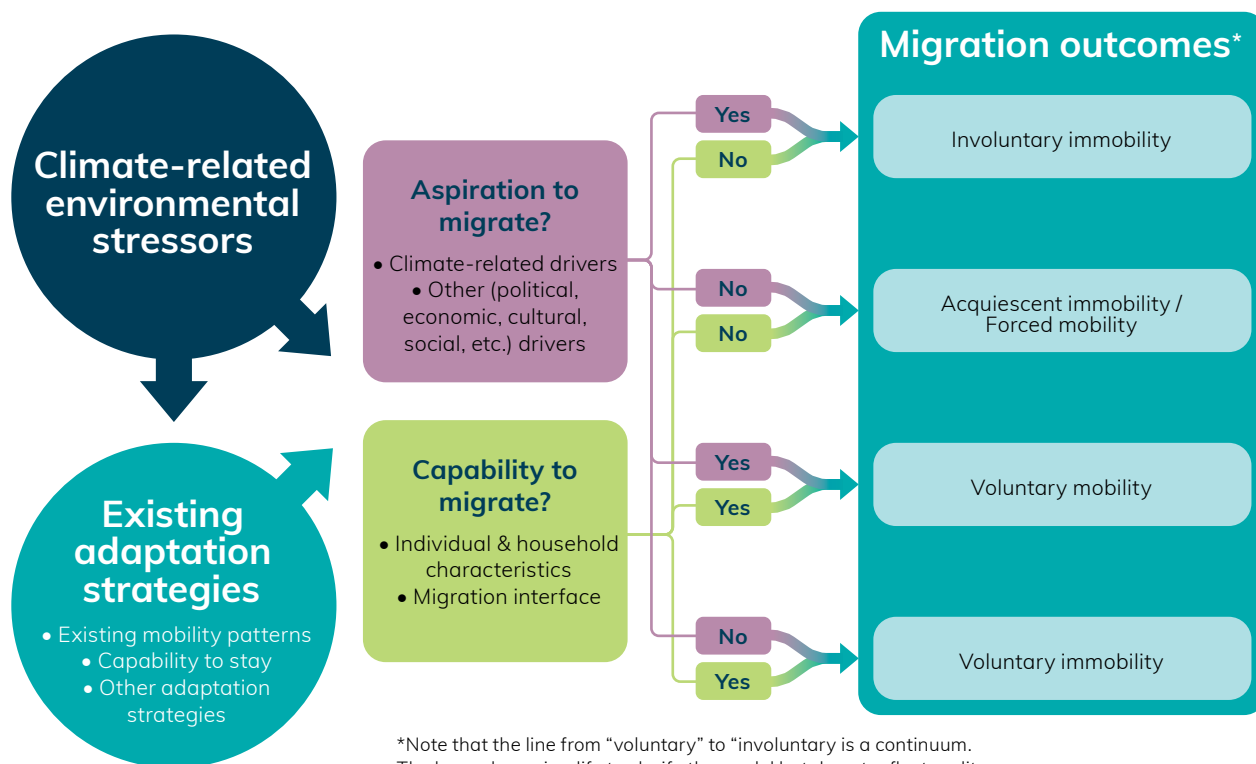 Climate-related
environmental
stressors
Existing
adaptation
strategies
• Existing mobility patterns
• Capability to stay
• Other adaptation
strategies
Aspiration to
migrate?
• Climate-related drivers
• Other (political,
economic, cultural,
social, etc.) drivers
Capability to
migrate?
• Individual & household
characteristics
• Migration interface
Yes
No
No
No
Yes
Yes
No
Yes
Migration outcomes*
Involuntary immobility
Acquiescent immobility /
Forced mobility
Voluntary mobility
Voluntary immobility
*Note that the line from “voluntary” to “involuntary is a continuum.